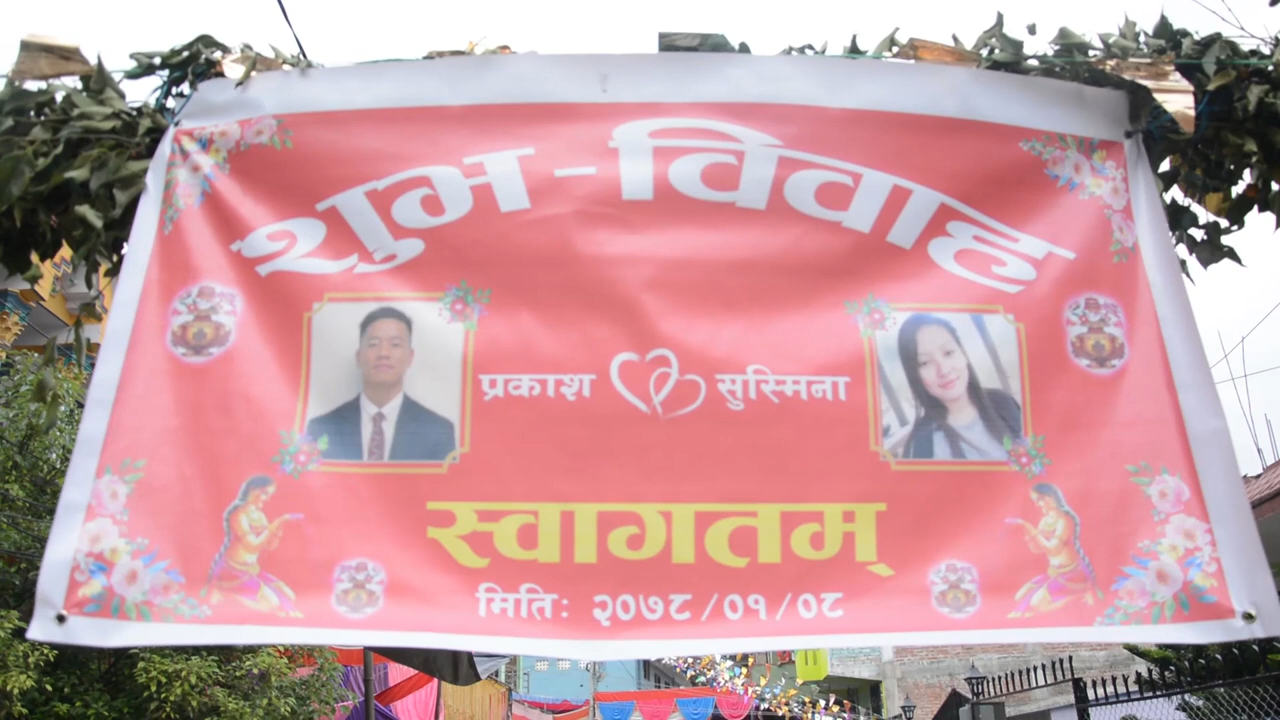 शुभ-विवाह
प्रकाश सुस्मिना
स्वागतम्
मिति: २०७८/०१/०८